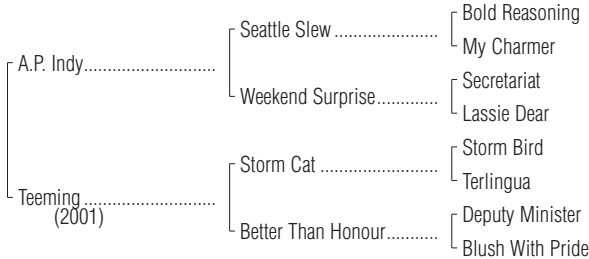 Bold Reasoning
Seattle Slew ........................
My Charmer
A.P. Indy..............................
Secretariat
Weekend Surprise..............
Lassie Dear
Storm Bird
Storm Cat ...........................
Terlingua
Teeming ..............................
(2001)
Deputy Minister
Better Than Honour............
Blush With Pride